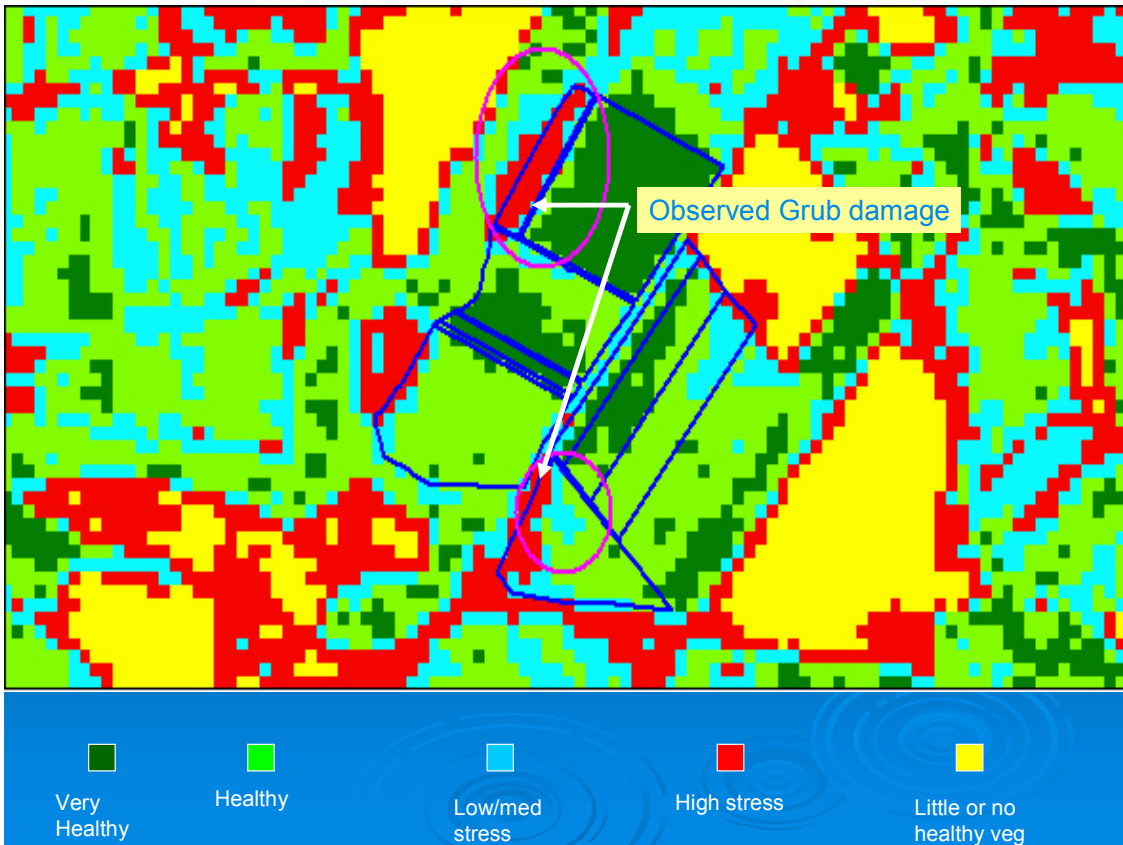 Observed Grub damage
Very
Healthy
Healthy
Low/med
stress
High stress
Little or no
healthy veg